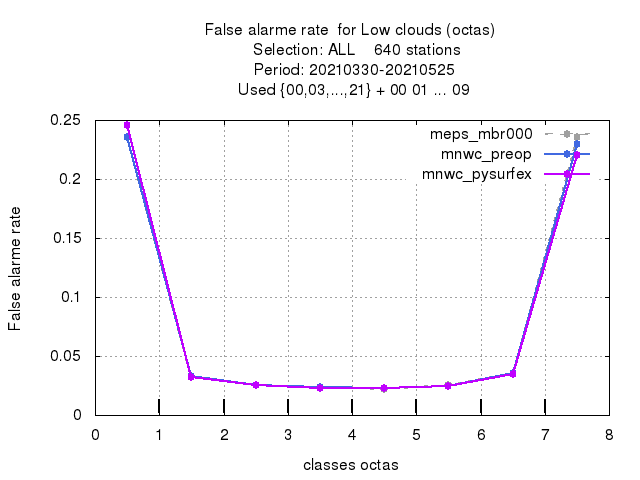 False alarme rate  for Low clouds (octas)
Selection: ALL    640 stations
Period: 20210330-20210525
Used {00,03,...,21} + 00 01 ... 09
meps_mbr000
mnwc_preop
mnwc_pysurfex
False alarme rate
0.25
0.2
0.15
0.1
0.05
0
0 1 2 3 4 5 6 7 8
classes octas